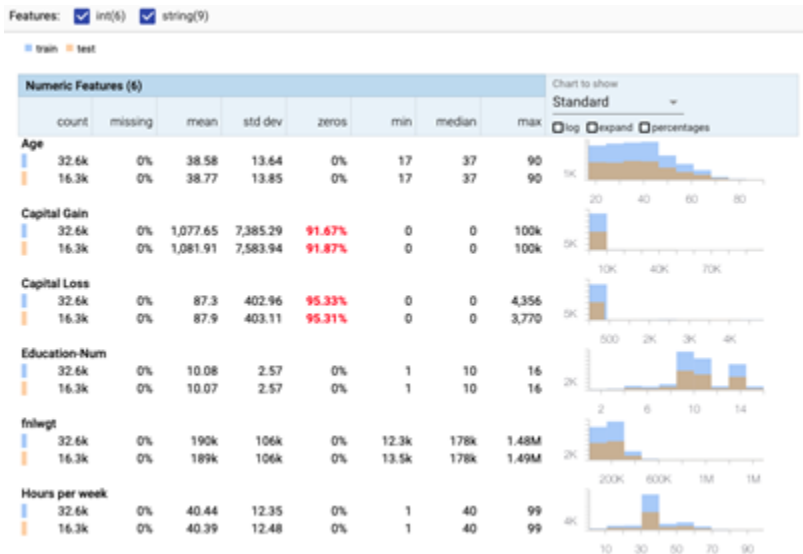 Features: int(6) string(9)
train test
Numeric Features (6)
Chart to show
Standard
count missing mean std dev zeros min median max
log expand percentages
Age
32.6k 0% 38.58 13.64 0% 17 37 90
16.3k 0% 38.77 13.85 0% 17 37 90
1K
20 40 60 80
Capital Gain
32.6k 0% 1,077.65 7,385.29 91.67% 0 0 100k
16.3k 0% 1,081.91 7,583.94 91.87% 0 0 100k
5K
10K 40K 70K
Capital Loss
32.6k 0% 87.3 402.96 95.33% 0 0 4,356
16.3k 0% 87.9 403.11 95.31% 0 0 3,770
5K
500 2K 3K 4K
Education-Num
32.6k 0% 10.08 2.57 0% 1 10 16
16.3k 0% 10.07 2.57 0% 1 10 16
2K
2 6 10 14
fnlwgt
32.6k 0% 190k 106k 0% 12.3k 178k 1.48M
16.3k 0% 189k 106k 0% 13.5k 178k 1.49M
2K
200K 600K 1M 1M
Hours per week
32.6k 0% 40.44 12.35 0% 1 40 99
16.3k 0% 40.39 12.48 0% 1 40 99
4K
10 30 50 70 90